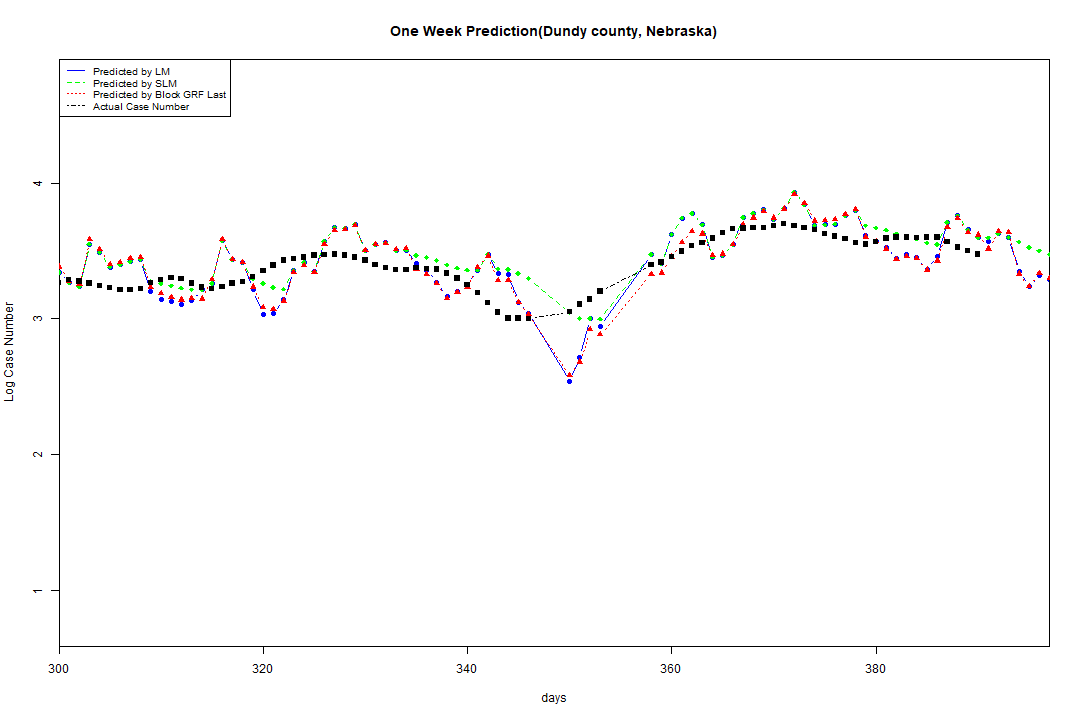 One Week Prediction(Dundy county, Nebraska)
Predicted by LM
Predicted by SLM
Predicted by Block GRF Last
Actual Case Number
4
3
2
1
Log Case Number
300 320 340 360 380
days